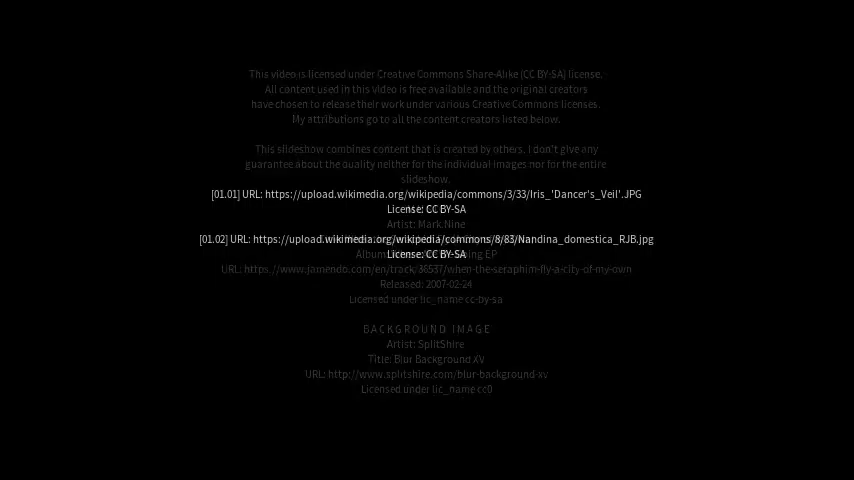 This video is licensed under Creative Commons Share-Alike (CC BY-SA) license.
All content used in this video is free available and the original creators
have chosen to release their work under various Creative Commons licenses.
My attributions go to all the content creators listed below.
This slideshow combines content that is created by others. I don't give any
guarantee about the quality neither for the individual images nor for the entire
slideshow.
[01.01] URL: https://upload.wikimedia.org/wikipedia/commons/3/33/Iris_'Dancer's_Veil'.JPG
License: CC BY-SA
Artist: Mark.Nine
[01.02] URL: https://upload.wikimedia.org/wikipedia/commons/8/83/Nandina_domestica_RJB.jpg
Album: EP
License: CC BY-SA
URL: https://www.jamendo.com/en/track/36537/when-the-seraphim-fly-a-city-of-my-own
Released: 2007-02-24
Licensed under lic_name cc-by-sa
BACKGROUND IMAGE
Artist: SplitShire
Title: Blur Background XV
URL: http://www.splitshire.com/blur-background-xv
Licensed under lic_name cc0